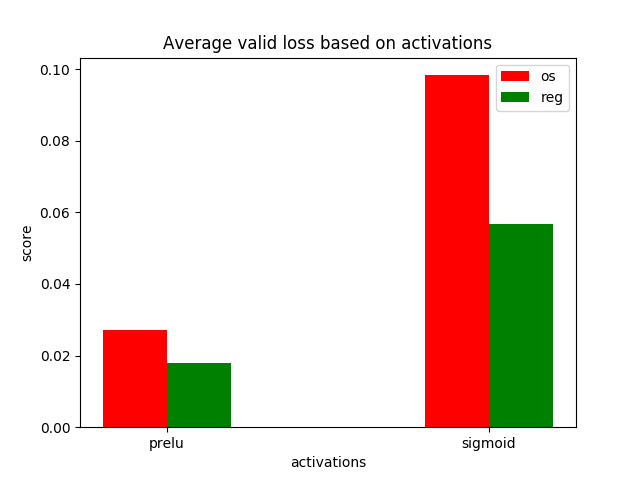 Average valid loss based on activations
os
reg
0.10
0.08
0.06
0.04
0.02
0.00
score
prelu
sigmoid
activations